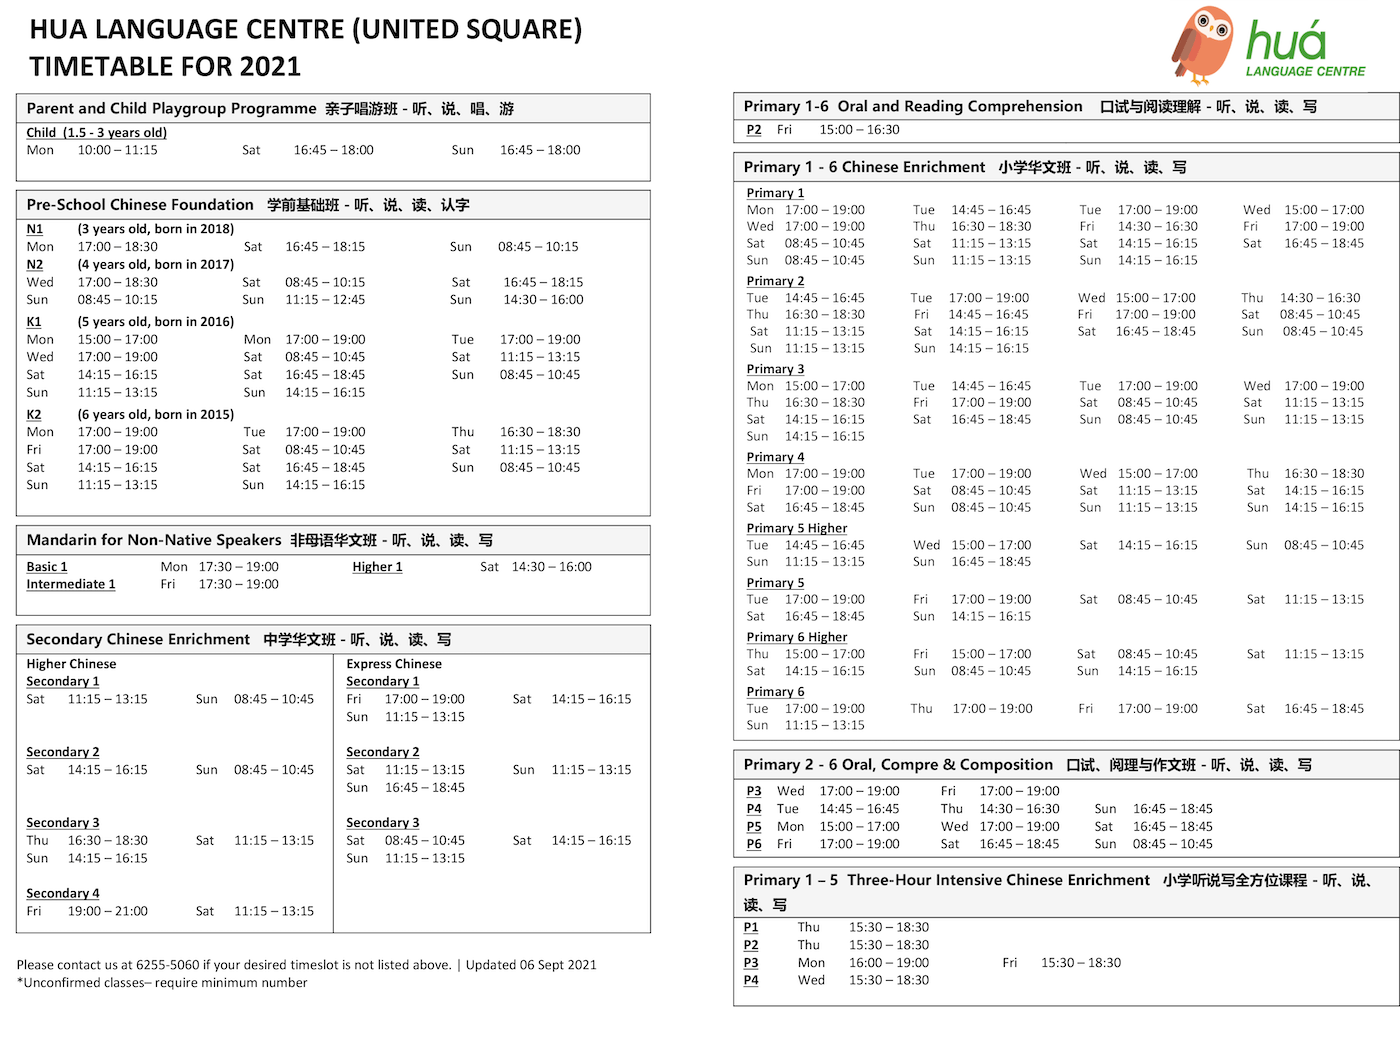 HUA LANGUAGE CENTRE (UNITED SQUARE)
TIMETABLE FOR 2021
huá
LANGUAGE CENTRE
Parent and Child Playgroup Programme 亲子唱游班 - 听、说、唱、游
Child (1.5 - 3 years old)
Mon 10:00 – 11:15 Sat 16:45 – 18:00 Sun 16:45 – 18:00
Pre-School Chinese Foundation 学前基础班 - 听、说、读、认字
N1 (3 years old, born in 2018)
Mon 17:00 – 18:30 Sat 16:45 – 18:15 Sun 08:45 – 10:15
N2 (4 years old, born in 2017)
Wed 17:00 – 18:30 Sat 08:45 – 10:15 Sat 16:45 – 18:15
Sun 08:45 – 10:15 Sun 11:15 – 12:45 Sun 14:30 – 16:00
K1 (5 years old, born in 2016)
Mon 15:00 – 17:00 Mon 17:00 – 19:00 Tue 17:00 – 19:00
Wed 17:00 – 19:00 Sat 08:45 – 10:45 Sat 11:15 – 13:15
Sat 14:15 – 16:15 Sat 16:45 – 18:45 Sun 08:45 – 10:45
Sun 11:15 – 13:15 Sun 14:15 – 16:15
K2 (6 years old, born in 2015)
Mon 17:00 – 19:00 Tue 17:00 – 19:00 Thu 16:30 – 18:30
Fri 17:00 – 19:00 Sat 08:45 – 10:45 Sat 11:15 – 13:15
Sat 14:15 – 16:15 Sat 16:45 – 18:45 Sun 08:45 – 10:45
Sun 11:15 – 13:15 Sun 14:15 – 16:15
Mandarin for Non-Native Speakers 非母语华文班 - 听、说、读、写
Basic 1 Mon 17:30 – 19:00 Higher 1 Sat 14:30 – 16:00
Intermediate 1 Fri 17:30 – 19:00
Secondary Chinese Enrichment 中学华文班 - 听、说、读、写
Higher Chinese
Secondary 1
Sat 11:15 – 13:15 Sun 08:45 – 10:45
Secondary 2
Sat 14:15 – 16:15 Sun 08:45 – 10:45
Secondary 3
Thu 16:30 – 18:30 Sat 11:15 – 13:15
Sun 14:15 – 16:15
Secondary 4
Fri 19:00 – 21:00 Sat 11:15 – 13:15
Express Chinese
Secondary 1
Fri 17:00 – 19:00 Sat 14:15 – 16:15
Sun 11:15 – 13:15
Secondary 2
Sat 11:15 – 13:15 Sun 11:15 – 13:15
Sun 16:45 – 18:45
Secondary 3
Sat 08:45 – 10:45 Sat 14:15 – 16:15
Sun 11:15 – 13:15
Please contact us at 6255-5060 if your desired timeslot is not listed above. | Updated 06 Sept 2021
*Unconfirmed classes– require minimum number
Primary 1-6 Oral and Reading Comprehension 口试与阅读理解 - 听、说、读、写
P2 Fri 15:00 – 16:30
Primary 1 - 6 Chinese Enrichment 小学华文班 - 听、说、读、写
Primary 1
Mon 17:00 – 19:00 Tue 14:45 – 16:45 Tue 17:00 – 19:00 Wed 15:00 – 17:00
Wed 17:00 – 19:00 Thu 16:30 – 18:30 Fri 14:30 – 16:30 Fri 17:00 – 19:00
Sat 08:45 – 10:45 Sat 11:15 – 13:15 Sat 14:15 – 16:15 Sat 16:45 – 18:45
Sun 08:45 – 10:45 Sun 11:15 – 13:15 Sun 14:15 – 16:15
Primary 2
Tue 14:45 – 16:45 Tue 17:00 – 19:00 Wed 15:00 – 17:00 Thu 14:30 – 16:30
Thu 16:30 – 18:30 Fri 14:45 – 16:45 Fri 17:00 – 19:00 Sat 08:45 – 10:45
Sat 11:15 – 13:15 Sat 14:15 – 16:15 Sat 16:45 – 18:45 Sun 08:45 – 10:45
Sun 11:15 – 13:15 Sun 14:15 – 16:15
Primary 3
Mon 15:00 – 17:00 Tue 14:45 – 16:45 Tue 17:00 – 19:00 Wed 17:00 – 19:00
Thu 16:30 – 18:30 Fri 17:00 – 19:00 Sat 08:45 – 10:45 Sat 11:15 – 13:15
Sat 14:15 – 16:15 Sat 16:45 – 18:45 Sun 08:45 – 10:45 Sun 11:15 – 13:15
Sun 14:15 – 16:15
Primary 4
Mon 17:00 – 19:00 Tue 17:00 – 19:00 Wed 15:00 – 17:00 Thu 16:30 – 18:30
Fri 17:00 – 19:00 Sat 08:45 – 10:45 Sat 11:15 – 13:15 Sat 14:15 – 16:15
Sat 16:45 – 18:45 Sun 08:45 – 10:45 Sun 11:15 – 13:15 Sun 14:15 – 16:15
Primary 5 Higher
Tue 14:45 – 16:45 Wed 15:00 – 17:00 Sat 14:15 – 16:15 Sun 08:45 – 10:45
Sun 11:15 – 13:15 Sun 16:45 – 18:45
Primary 5
Tue 17:00 – 19:00 Fri 17:00 – 19:00 Sat 08:45 – 10:45 Sat 11:15 – 13:15
Sat 16:45 – 18:45 Sun 14:15 – 16:15
Primary 6 Higher
Thu 15:00 – 17:00 Fri 15:00 – 17:00 Sat 08:45 – 10:45 Sat 11:15 – 13:15
Sat 14:15 – 16:15 Sun 08:45 – 10:45 Sun 14:15 – 16:15
Primary 6
Tue 17:00 – 19:00 Thu 17:00 – 19:00 Fri 17:00 – 19:00 Sat 16:45 – 18:45
Sun 11:15 – 13:15
Primary 2 - 6 Oral, Compre & Composition 口试、阅理与作文班 - 听、说、读、写
P3 Wed 17:00 – 19:00 Fri 17:00 – 19:00
P4 Tue 14:45 – 16:45 Thu 14:30 – 16:30 Sun 16:45 – 18:45
P5 Mon 15:00 – 17:00 Wed 17:00 – 19:00 Sat 16:45 – 18:45
P6 Fri 17:00 – 19:00 Sat 16:45 – 18:45 Sun 08:45 – 10:45
Primary 1 – 5 Three-Hour Intensive Chinese Enrichment 小学听说写全方位课程 - 听、说、
读、写
P1 Thu 15:30 – 18:30
P2 Thu 15:30 – 18:30
P3 Mon 16:00 – 19:00 Fri 15:30 – 18:30
P4 Wed 15:30 – 18:30